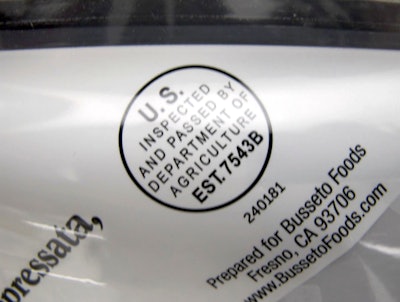 U.S.
INSPECTED
AND PASSED BY
DEPARTMENT OF
AGRICULTURE
EST.7543B
240181
Prepared for Busseto Foods
Fresno, CA 93706
www.BussetoFoods.com
pressata,